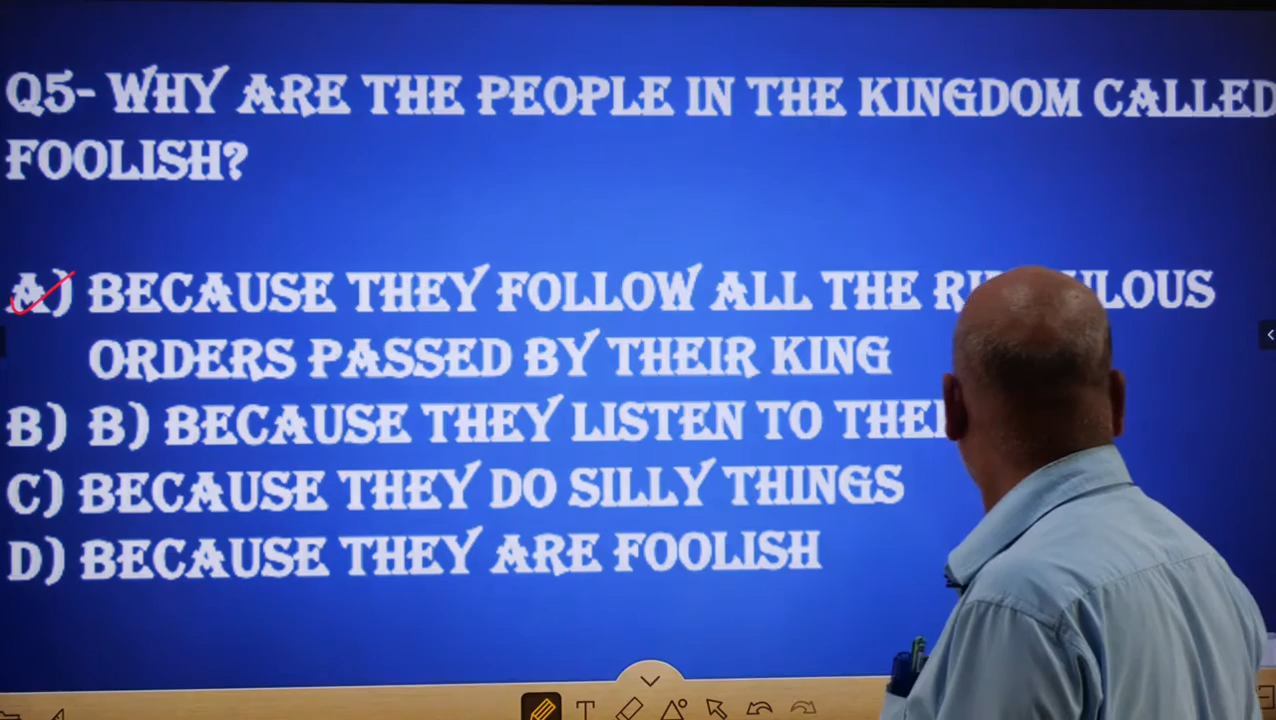 Q5- WHY ARE THE PEOPLE IN THE KINGDOM CALLED
FOOLISH?
A) BECAUSE THEY FOLLOW ALL THE
ORDERS PASSED BY THEIR KING
B) B) BECAUSE THEY LISTEN TO
C) BECAUSE THEY DO SILLY THINGS
D) BECAUSE THEY ARE FOOLISH
T